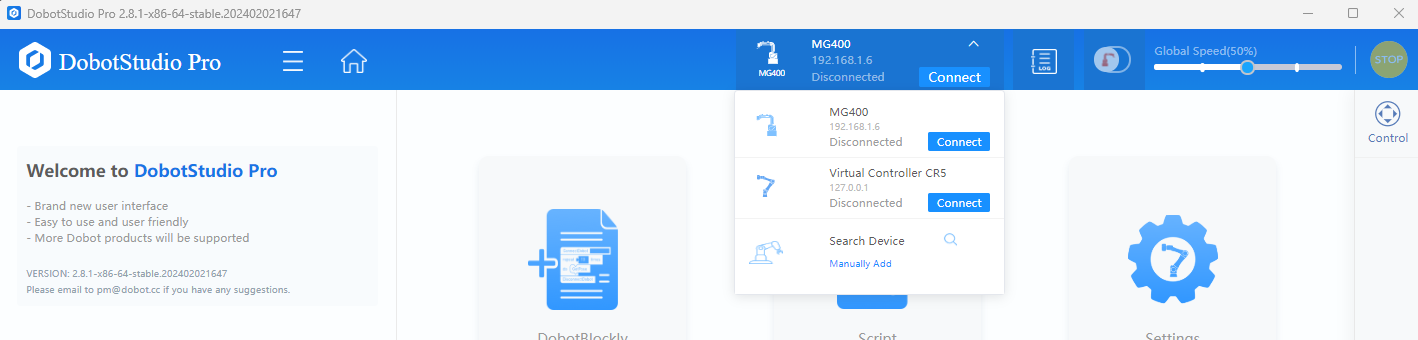 DobotStudio Pro 2.8.1-x86-64-stable.202402021647
DobotStudio Pro
MG400
MG400
192.168.1.6
Disconnected
Connect
LOG
Global Speed(50%)
STOP
MG400
192.168.1.6
Disconnected
Connect
Virtual Controller CR5
127.0.0.1
Disconnected
Connect
Search Device
Manually Add
Control
Welcome to DobotStudio Pro
- Brand new user interface
- Easy to use and user friendly
- More Dobot products will be supported
VERSION: 2.8.1-x86-64-stable.202402021647
Please email to pm@dobot.cc if you have any suggestions.
DobotBlockly
Script
Settings